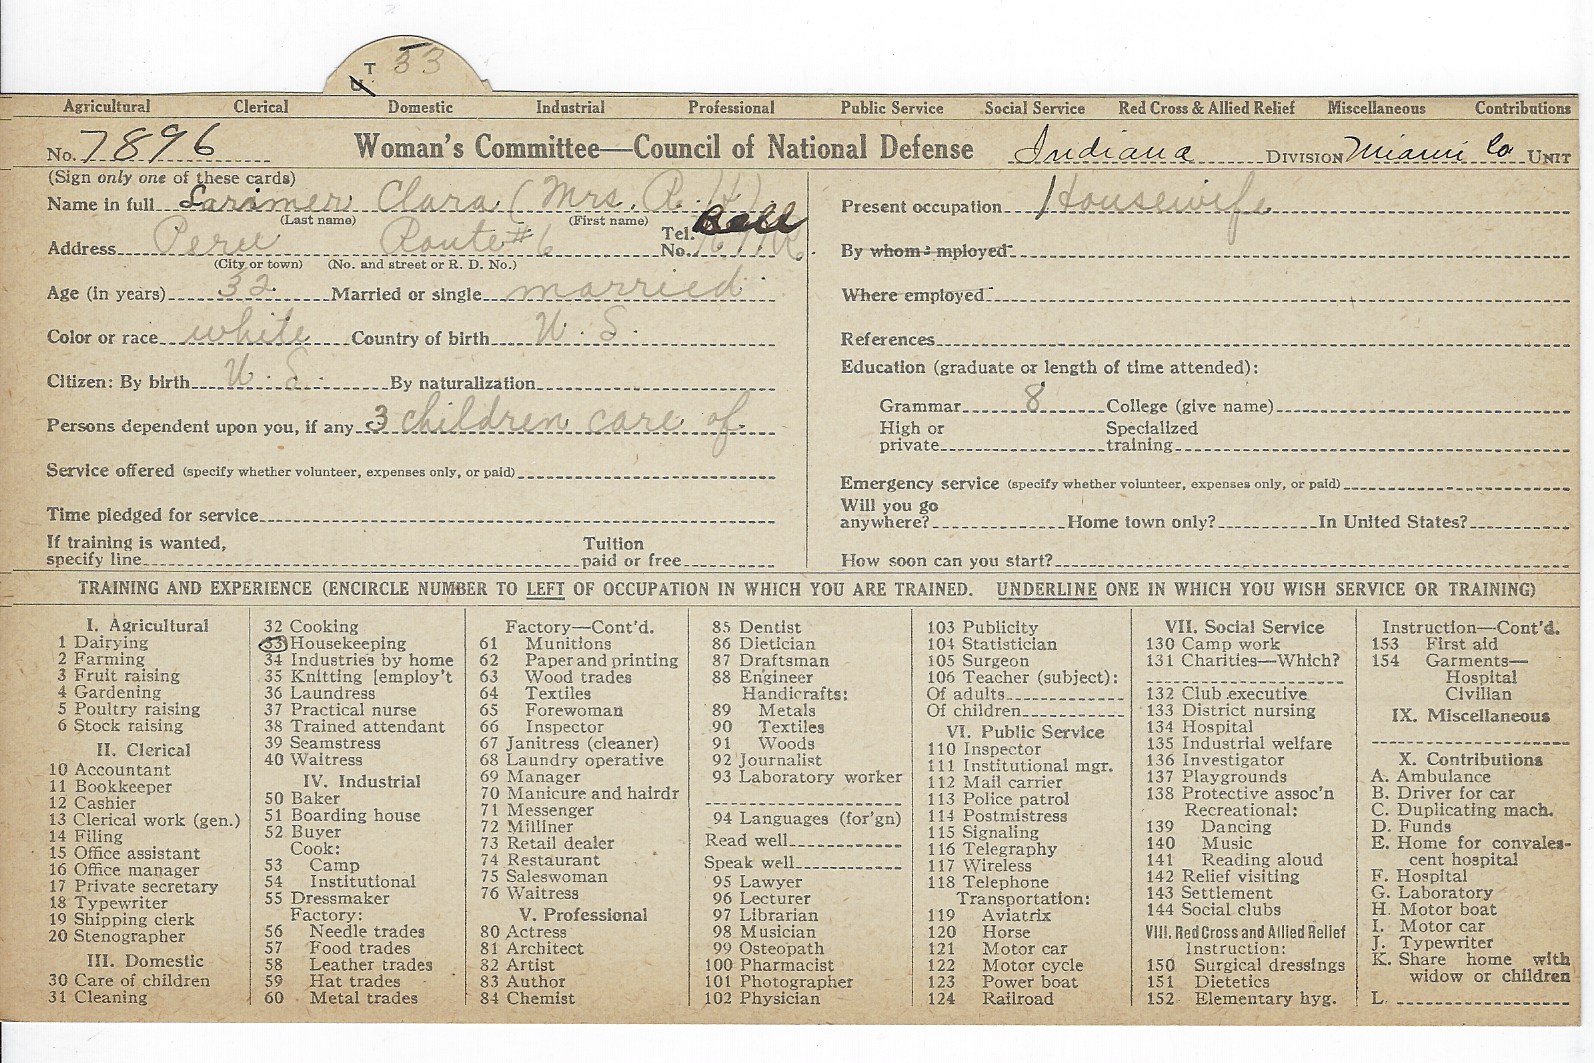 T 33
U.
Agricultural Clerical Domestic Industrial Professional Public Service Social Service Red Cross & Allied Relief Miscellaneous Contributions
No. 7896 Woman's Committee—Council of National Defense Indiana DIVISION Miami Co UNIT
(Sign only one of these cards)
Name in full Larimer Clara (Mrs. R. H)
(Last name) (First name)
Address Peru Route #6 Tel. No. Bell
(City or town) (No. and street or R. D. No.)
Age (in years) 32 Married or single married
Color or race white Country of birth U. S.
Citizen: By birth U. S. By naturalization
Persons dependent upon you, if any 3 children care of
Service offered (specify whether volunteer, expenses only, or paid)
Time pledged for service
If training is wanted, specify line Tuition paid or free
Present occupation Housewife
By whom employed
Where employed
References
Education (graduate or length of time attended):
Grammar 8 College (give name)
High or private Specialized training
Emergency service (specify whether volunteer, expenses only, or paid)
Will you go anywhere? Home town only? In United States?
How soon can you start?
TRAINING AND EXPERIENCE (ENCIRCLE NUMBER TO LEFT OF OCCUPATION IN WHICH YOU ARE TRAINED. UNDERLINE ONE IN WHICH YOU WISH SERVICE OR TRAINING)
I. Agricultural
1 Dairying
2 Farming
3 Fruit raising
4 Gardening
5 Poultry raising
6 Stock raising
II. Clerical
10 Accountant
11 Bookkeeper
12 Cashier
13 Clerical work (gen.)
14 Filing
15 Office assistant
16 Office manager
17 Private secretary
18 Typewriter
19 Shipping clerk
20 Stenographer
III. Domestic
30 Care of children
31 Cleaning
32 Cooking
33 Housekeeping
34 Industries by home
35 Knitting [employ't
36 Laundress
37 Practical nurse
38 Trained attendant
39 Seamstress
40 Waitress
IV. Industrial
50 Baker
51 Boarding house
52 Buyer
Cook:
53 Camp
54 Institutional
55 Dressmaker
Factory:
56 Needle trades
57 Food trades
58 Leather trades
59 Hat trades
60 Metal trades
Factory—Cont'd.
61 Munitions
62 Paper and printing
63 Wood trades
64 Textiles
65 Forewoman
66 Inspector
67 Janitress (cleaner)
68 Laundry operative
69 Manager
70 Manicure and hairdr
71 Messenger
72 Milliner
73 Retail dealer
74 Restaurant
75 Saleswoman
76 Waitress
V. Professional
80 Actress
81 Architect
82 Artist
83 Author
84 Chemist
85 Dentist
86 Dietician
87 Draftsman
88 Engineer
Handicrafts:
89 Metals
90 Textiles
91 Woods
92 Journalist
93 Laboratory worker
94 Languages (for'gn)
Read well
Speak well
95 Lawyer
96 Lecturer
97 Librarian
98 Musician
99 Osteopath
100 Pharmacist
101 Photographer
102 Physician
103 Publicity
104 Statistician
105 Surgeon
106 Teacher (subject):
Of adults
Of children
VI. Public Service
110 Inspector
111 Institutional mgr.
112 Mail carrier
113 Police patrol
114 Postmistress
115 Signaling
116 Telegraphy
117 Wireless
118 Telephone
Transportation:
119 Aviatrix
120 Horse
121 Motor car
122 Motor cycle
123 Power boat
124 Railroad
VII. Social Service
130 Camp work
131 Charities—Which?
132 Club executive
133 District nursing
134 Hospital
135 Industrial welfare
136 Investigator
137 Playgrounds
138 Protective assoc'n
Recreational:
139 Dancing
140 Music
141 Reading aloud
142 Relief visiting
143 Settlement
144 Social clubs
VIII. Red Cross and Allied Relief
Instruction:
150 Surgical dressings
151 Dietetics
152 Elementary hyg.
Instruction—Cont'd.
153 First aid
154 Garments—
Hospital
Civilian
IX. Miscellaneous
X. Contributions
A. Ambulance
B. Driver for car
C. Duplicating mach.
D. Funds
E. Home for convales-
cent hospital
F. Hospital
G. Laboratory
H. Motor boat
I. Motor car
J. Typewriter
K. Share home with
widow or children
L.